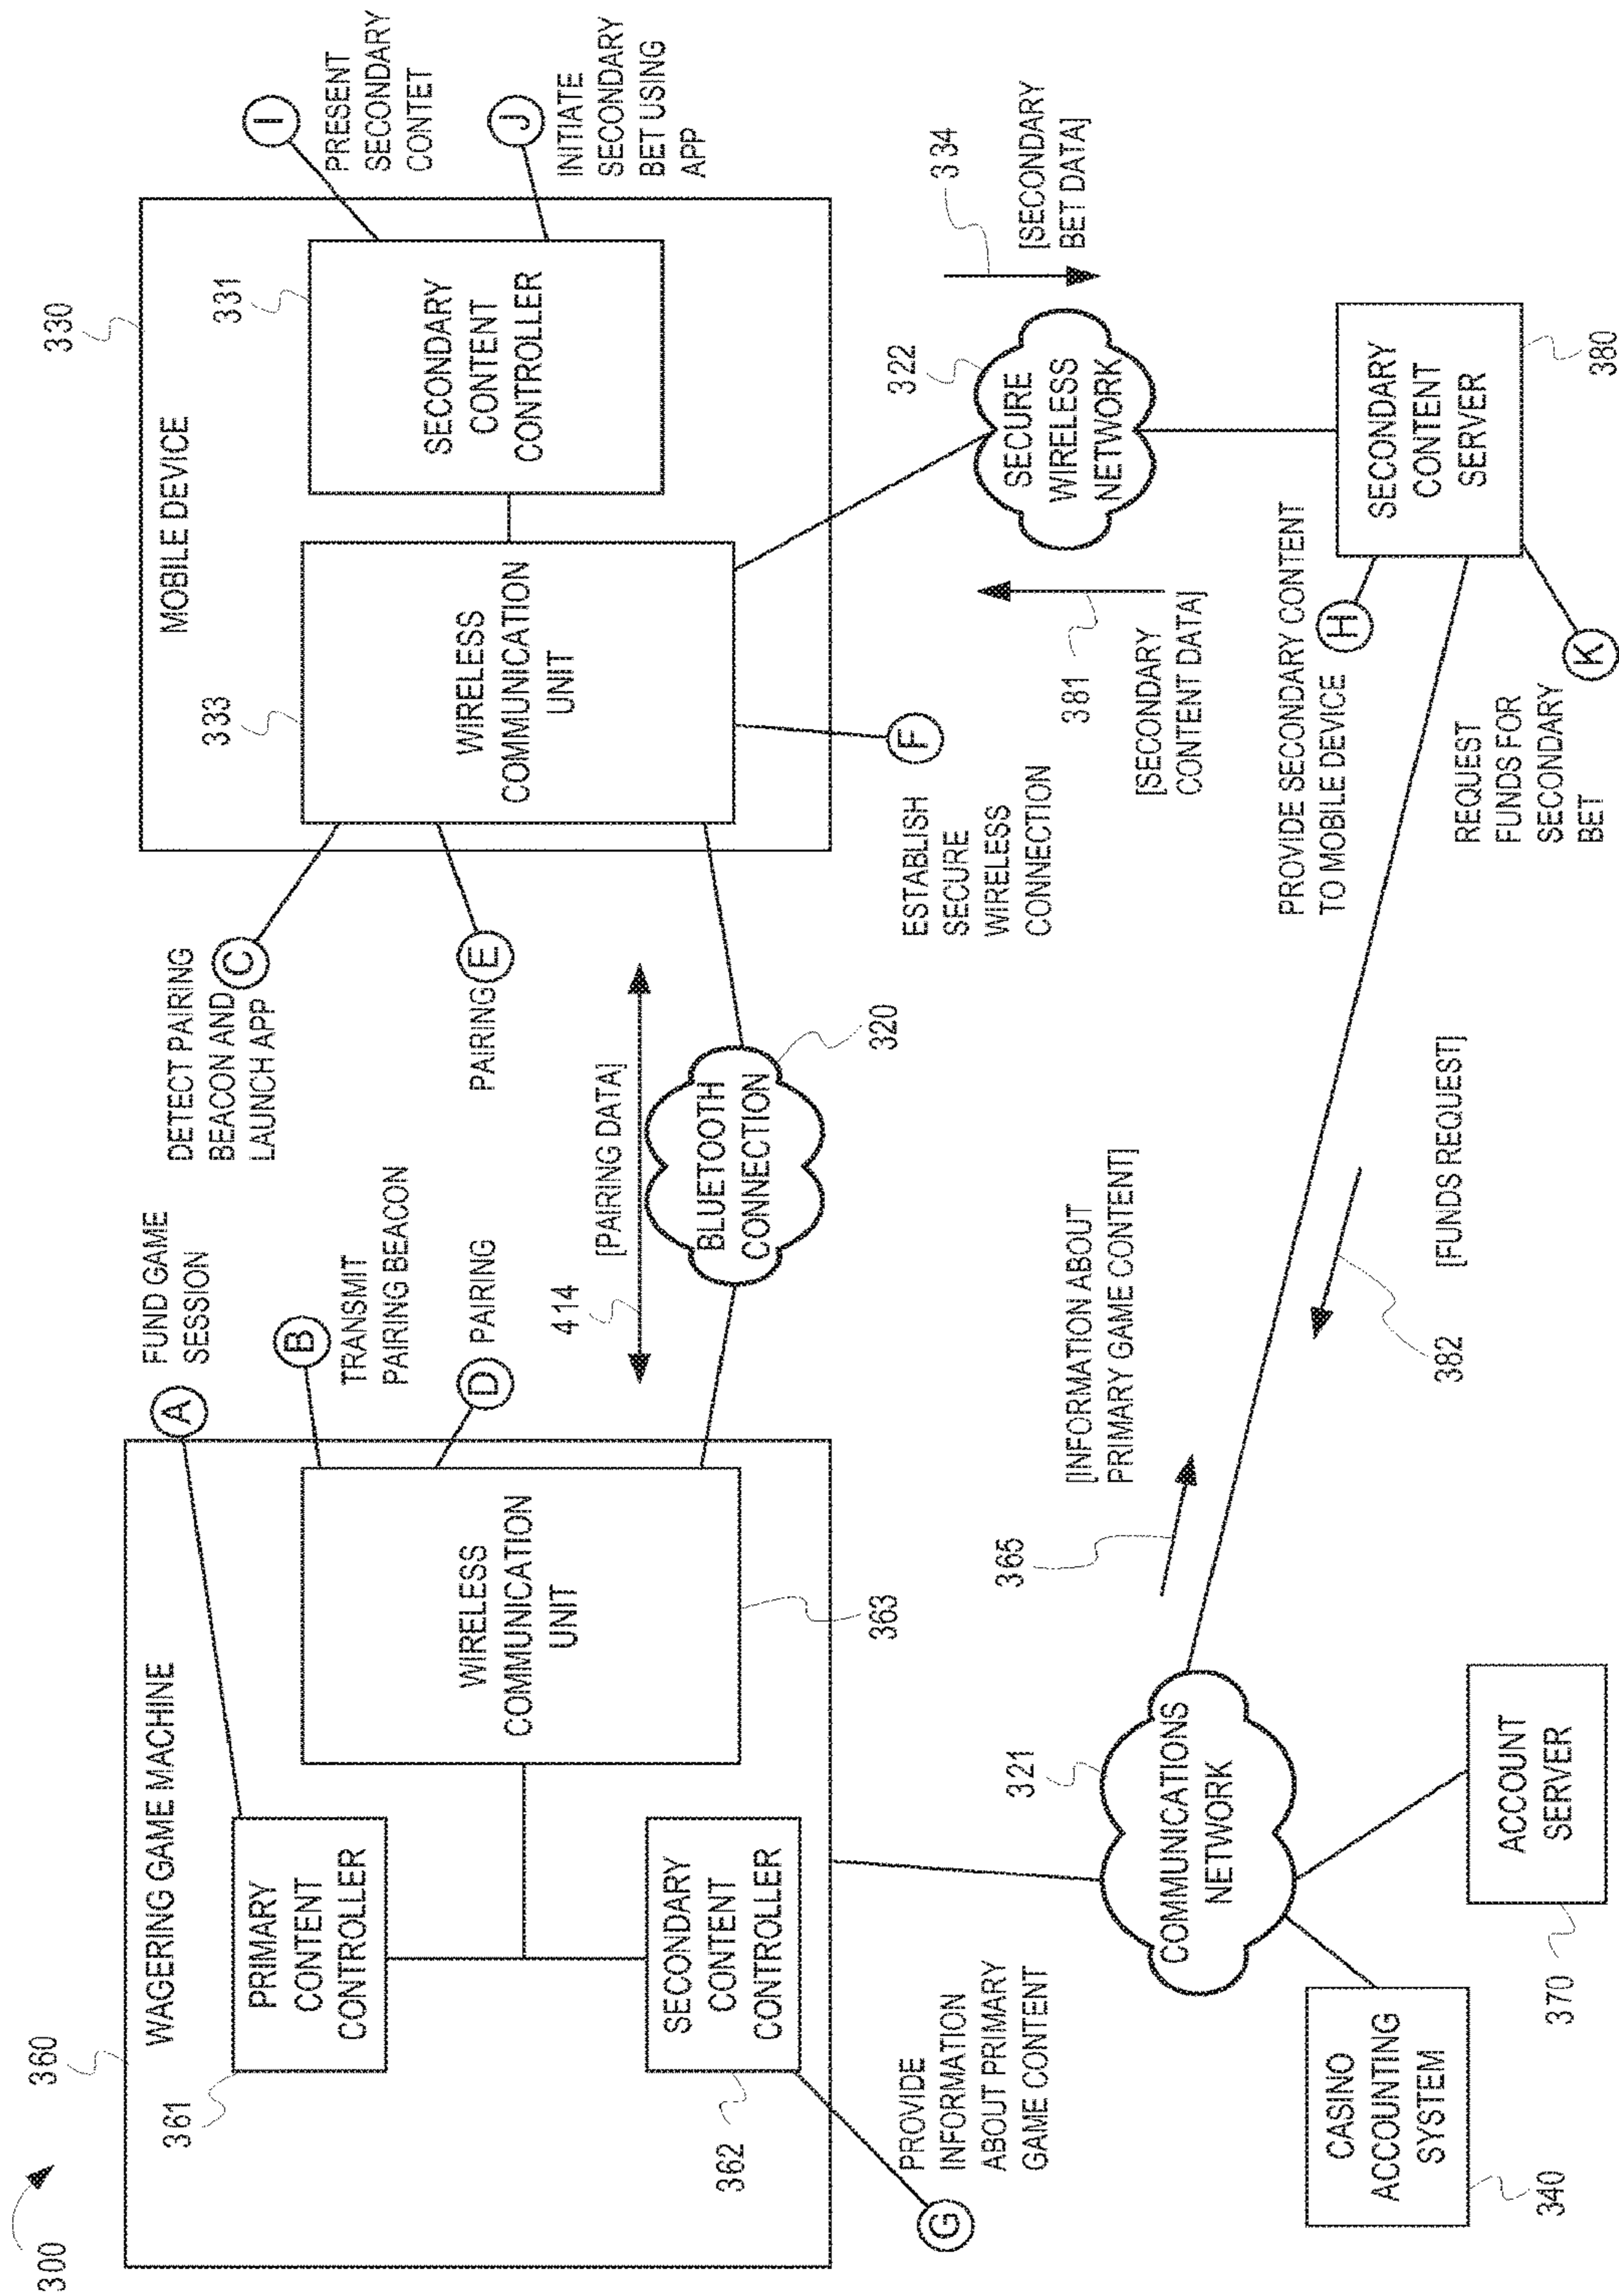 300
360
WAGERING GAME MACHINE
361
PRIMARY
CONTENT
CONTROLLER
362
SECONDARY
CONTENT
CONTROLLER
WIRELESS
COMMUNICATION
UNIT
363
A
FUND GAME
SESSION
B
TRANSMIT
PAIRING BEACON
D
PAIRING
414
[PAIRING DATA]
BLUETOOTH
CONNECTION
320
DETECT PAIRING
BEACON AND
LAUNCH APP
C
PAIRING
E
330
MOBILE DEVICE
333
WIRELESS
COMMUNICATION
UNIT
331
SECONDARY
CONTENT
CONTROLLER
I
PRESENT
SECONDARY
CONTET
J
INITIATE
SECONDARY
BET USING
APP
G
PROVIDE
INFORMATION
ABOUT PRIMARY
GAME CONTENT
F
ESTABLISH
SECURE
WIRELESS
CONNECTION
322
SECURE
WIRELESS
NETWORK
334
[SECONDARY
BET DATA]
381
[SECONDARY
CONTENT DATA]
321
COMMUNICATIONS
NETWORK
365
[INFORMATION ABOUT
PRIMARY GAME CONTENT]
382
[FUNDS REQUEST]
PROVIDE SECONDARY CONTENT
TO MOBILE DEVICE
H
SECONDARY
CONTENT
SERVER
380
REQUEST
FUNDS FOR
SECONDARY
BET
K
CASINO
ACCOUNTING
SYSTEM
340
ACCOUNT
SERVER
370